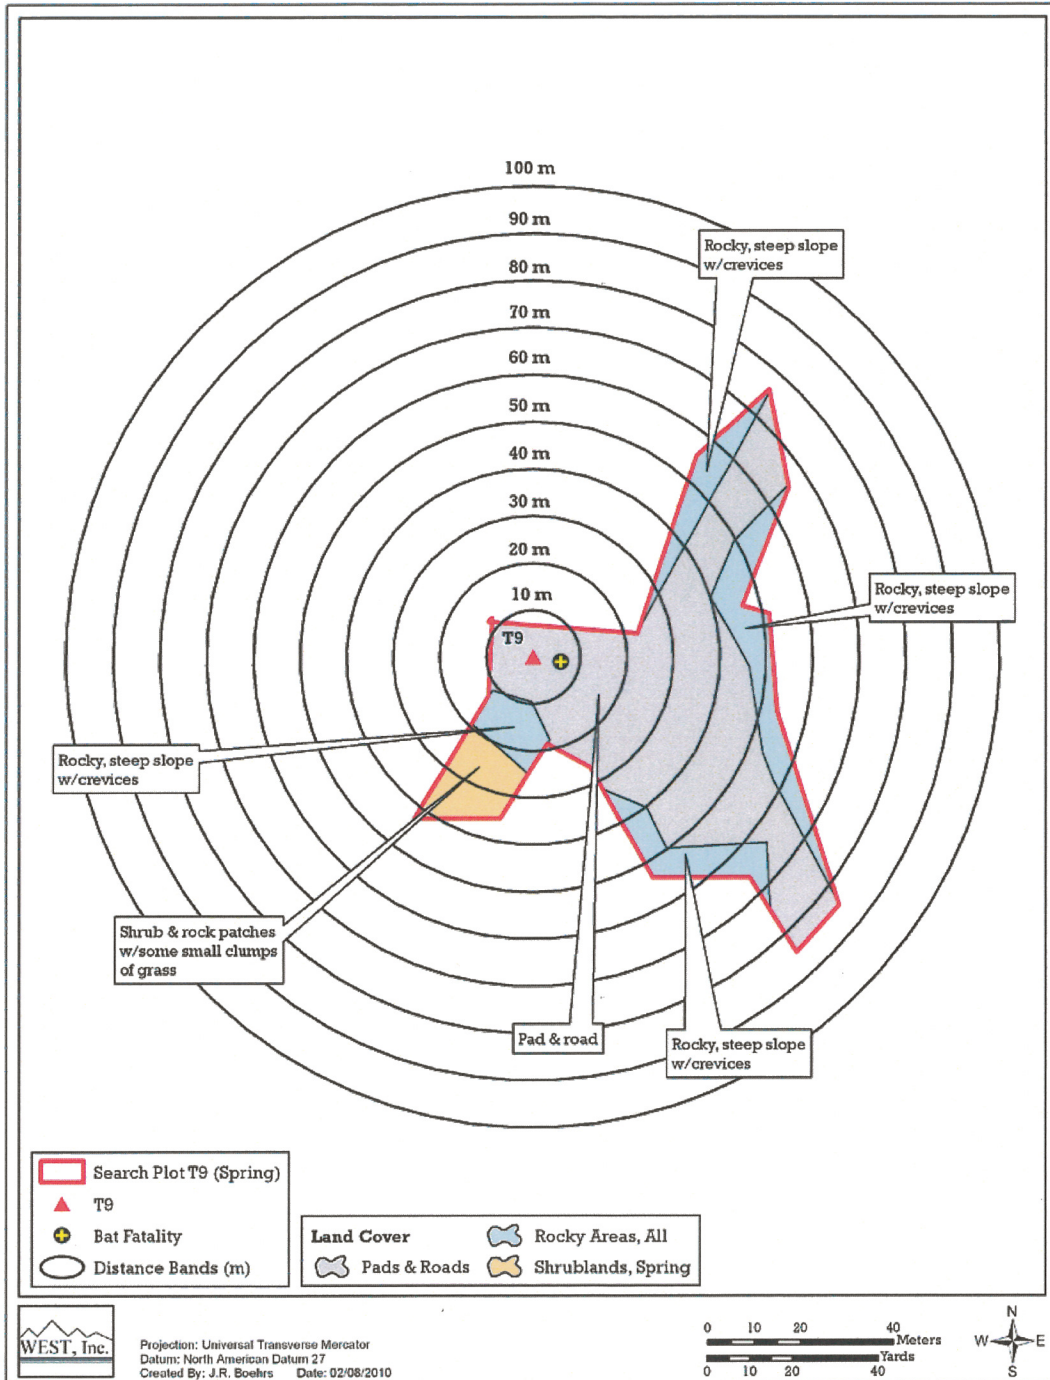 100 m
90 m
80 m
70 m
60 m
50 m
40 m
30 m
20 m
10 m
T9
Rocky, steep slope
w/crevices
Rocky, steep slope
w/crevices
Rocky, steep slope
w/crevices
Shrub & rock patches
w/some small clumps
of grass
Pad & road
Rocky, steep slope
w/crevices
Search Plot T9 (Spring)
T9
Bat Fatality
Distance Bands (m)
Land Cover
Pads & Roads
Rocky Areas, All
Shrublands, Spring
WEST, Inc.
Projection: Universal Transverse Mercator
Datum: North American Datum 27
Created By: J.R. Boehrs Date: 02/08/2010
0 10 20 40
Meters
Yards
0 10 20 40
N
W E
S